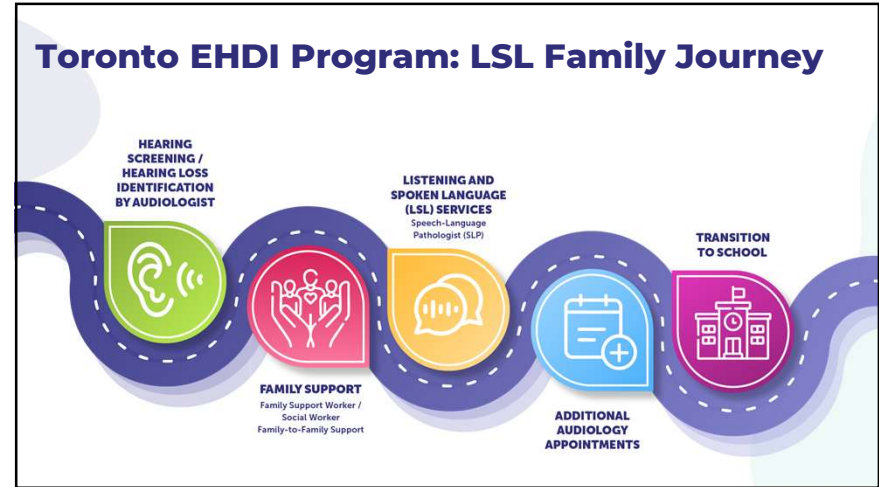 Toronto EHDI Program: LSL Family Journey
HEARING
SCREENING /
HEARING LOSS
IDENTIFICATION
BY AUDIOLOGIST
FAMILY SUPPORT
Family Support Worker /
Social Worker
Family-to-Family Support
LISTENING AND
SPOKEN LANGUAGE
(LSL) SERVICES
Speech-Language
Pathologist (SLP)
ADDITIONAL
AUDIOLOGY
APPOINTMENTS
TRANSITION
TO SCHOOL